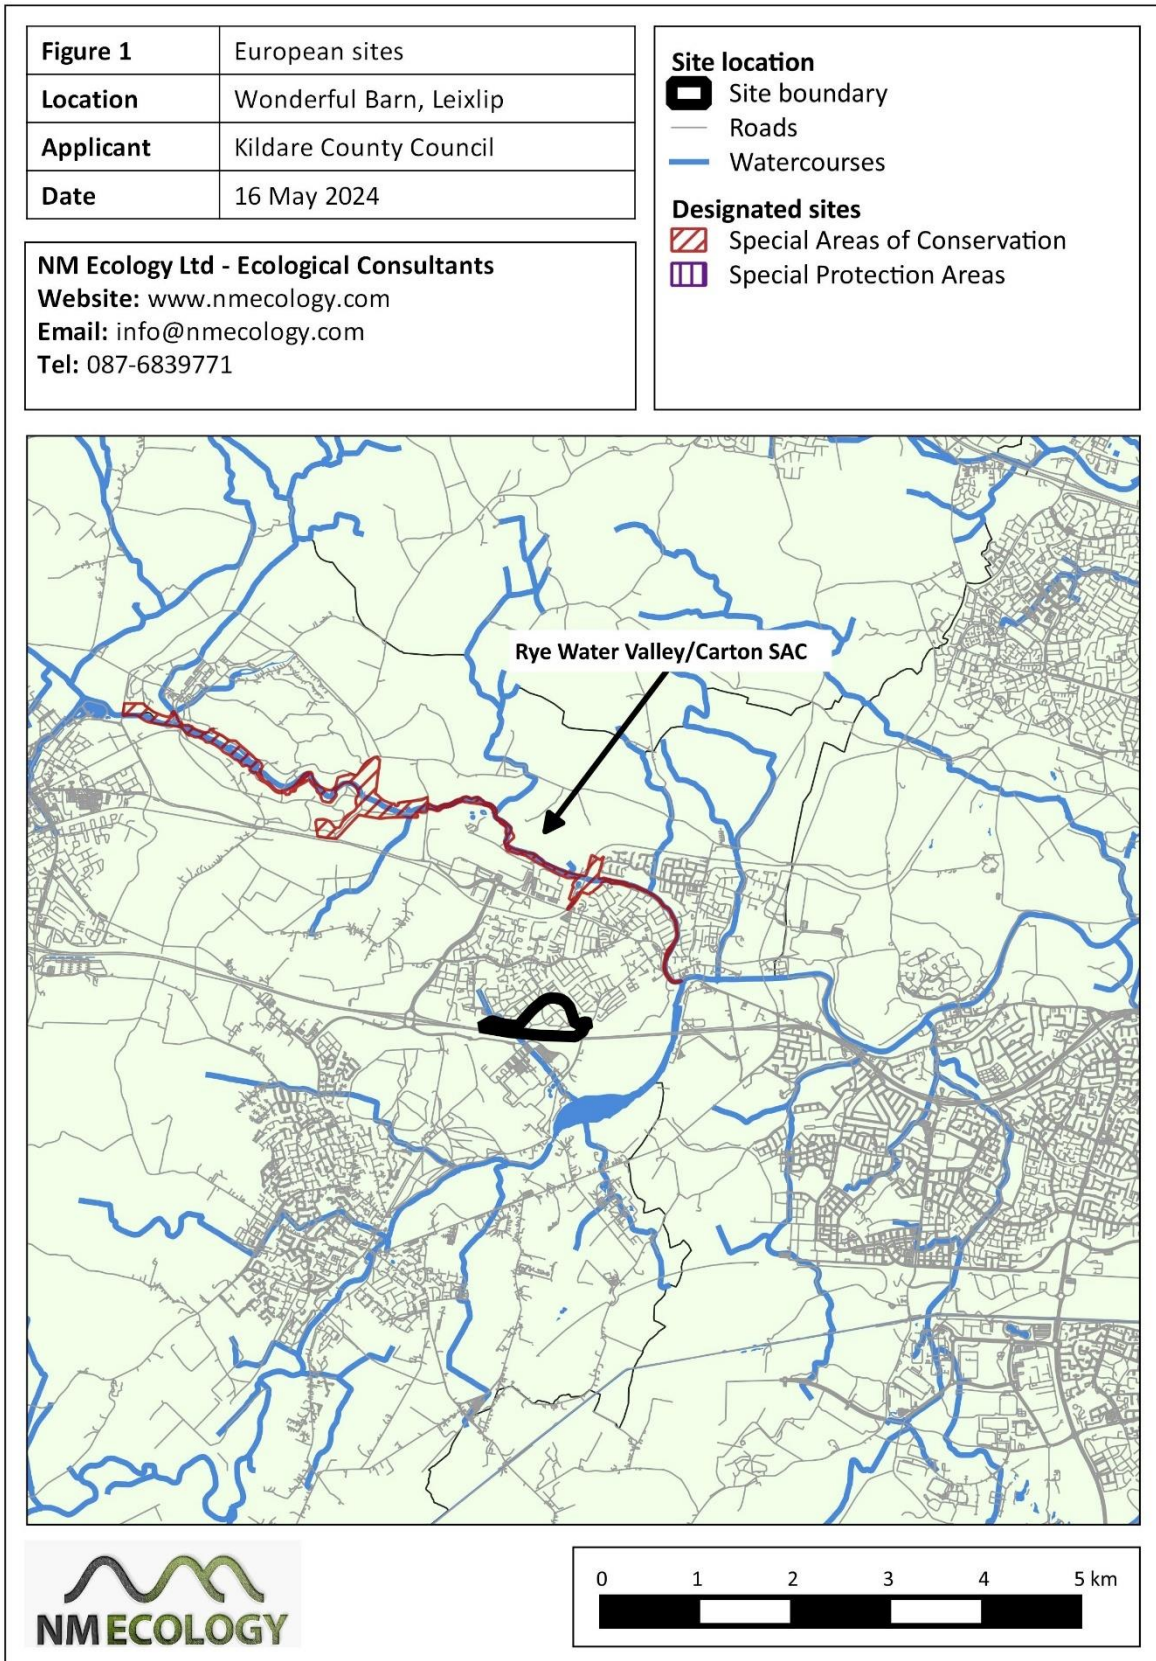 Figure 1 European sites
Location Wonderful Barn, Leixlip
Applicant Kildare County Council
Date 16 May 2024
NM Ecology Ltd - Ecological Consultants
Website: www.nmecology.com
Email: info@nmecology.com
Tel: 087-6839771
Site location
Site boundary
Roads
Watercourses
Designated sites
Special Areas of Conservation
Special Protection Areas
Rye Water Valley/Carton SAC
NMECOLOGY
0 1 2 3 4 5 km